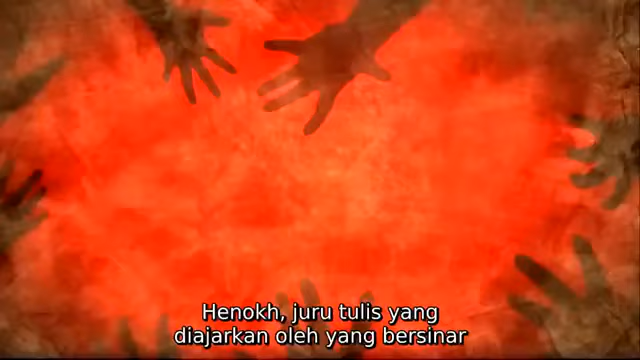 Henokh, juru tulis yang
diajarkan oleh yang bersinar